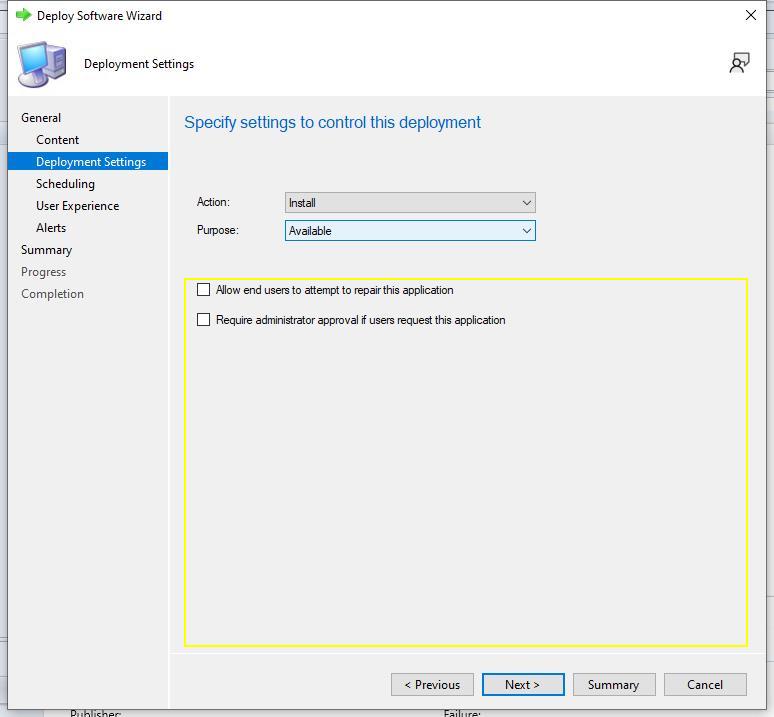 Deploy Software Wizard
Deployment Settings
General
Content
Deployment Settings
Scheduling
User Experience
Alerts
Summary
Progress
Completion
Specify settings to control this deployment
Action: Install
Purpose: Available
Allow end users to attempt to repair this application
Require administrator approval if users request this application
< Previous Next > Summary Cancel
Publisher: Failure: